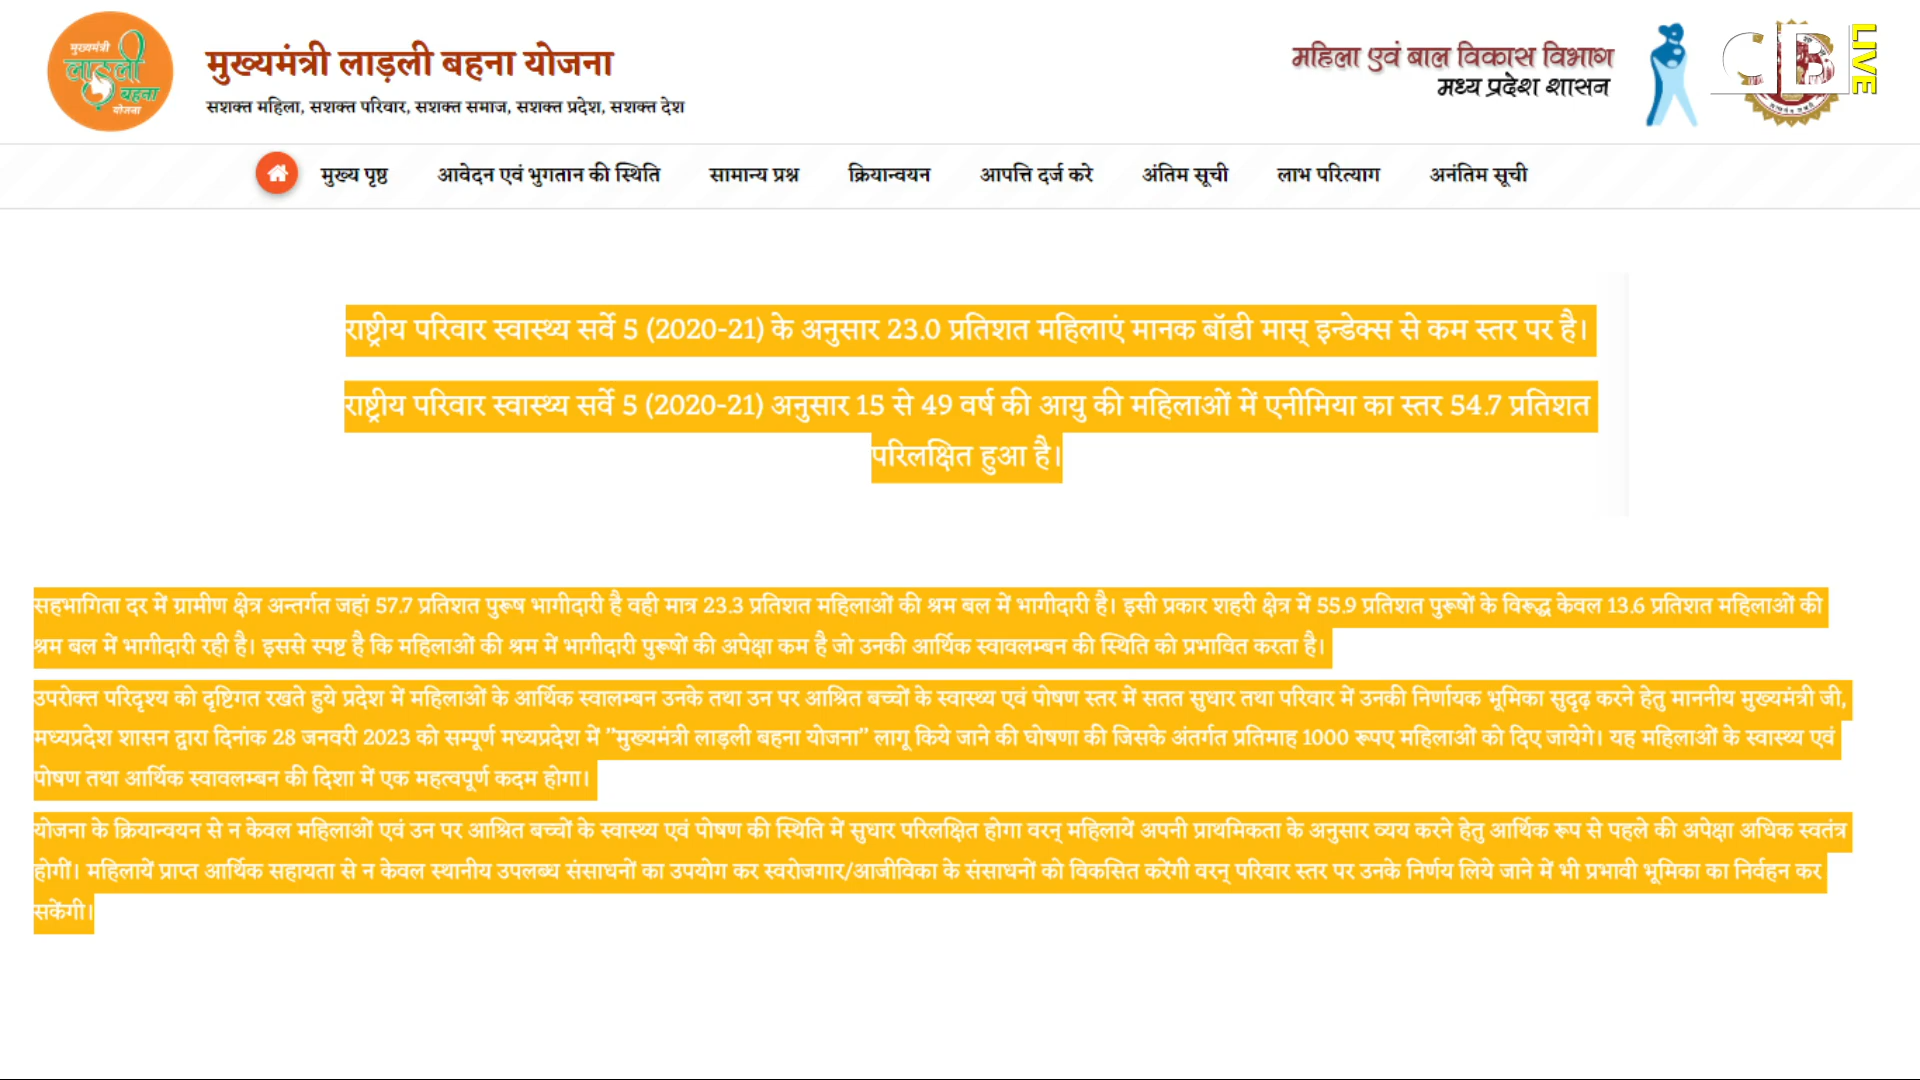 मुख्यमंत्री
लाड़ली
बहना
योजना
मुख्यमंत्री लाड़ली बहना योजना
सशक्त महिला, सशक्त परिवार, सशक्त समाज, सशक्त प्रदेश, सशक्त देश
महिला एवं बाल विकास विभाग
मध्य प्रदेश शासन
CB LIVE
मुख्य पृष्ठ आवेदन एवं भुगतान की स्थिति सामान्य प्रश्न क्रियान्वयन आपत्ति दर्ज करे अंतिम सूची लाभ परित्याग अनंतिम सूची
राष्ट्रीय परिवार स्वास्थ्य सर्वे 5 (2020-21) के अनुसार 23.0 प्रतिशत महिलाएं मानक बॉडी मास् इन्डेक्स से कम स्तर पर है।
राष्ट्रीय परिवार स्वास्थ्य सर्वे 5 (2020-21) अनुसार 15 से 49 वर्ष की आयु की महिलाओं में एनीमिया का स्तर 54.7 प्रतिशत
परिलक्षित हुआ है।
सहभागिता दर में ग्रामीण क्षेत्र अन्तर्गत जहां 57.7 प्रतिशत पुरूष भागीदारी है वही मात्र 23.3 प्रतिशत महिलाओं की श्रम बल में भागीदारी है। इसी प्रकार शहरी क्षेत्र में 55.9 प्रतिशत पुरूषों के विरूद्ध केवल 13.6 प्रतिशत महिलाओं की
श्रम बल में भागीदारी रही है। इससे स्पष्ट है कि महिलाओं की श्रम में भागीदारी पुरूषों की अपेक्षा कम है जो उनकी आर्थिक स्वावलम्बन की स्थिति को प्रभावित करता है।
उपरोक्त परिदृश्य को दृष्टिगत रखते हुये प्रदेश में महिलाओं के आर्थिक स्वालम्बन उनके तथा उन पर आश्रित बच्चों के स्वास्थ्य एवं पोषण स्तर में सतत सुधार तथा परिवार में उनकी निर्णायक भूमिका सुदृढ़ करने हेतु माननीय मुख्यमंत्री जी,
मध्यप्रदेश शासन द्वारा दिनांक 28 जनवरी 2023 को सम्पूर्ण मध्यप्रदेश में ”मुख्यमंत्री लाड़ली बहना योजना” लागू किये जाने की घोषणा की जिसके अंतर्गत प्रतिमाह 1000 रूपए महिलाओं को दिए जायेगे। यह महिलाओं के स्वास्थ्य एवं
पोषण तथा आर्थिक स्वावलम्बन की दिशा में एक महत्वपूर्ण कदम होगा।
योजना के क्रियान्वयन से न केवल महिलाओं एवं उन पर आश्रित बच्चों के स्वास्थ्य एवं पोषण की स्थिति में सुधार परिलक्षित होगा वरन् महिलायें अपनी प्राथमिकता के अनुसार व्यय करने हेतु आर्थिक रूप से पहले की अपेक्षा अधिक स्वतंत्र
होगीं। महिलायें प्राप्त आर्थिक सहायता से न केवल स्थानीय उपलब्ध संसाधनों का उपयोग कर स्वरोजगार/आजीविका के संसाधनों को विकसित करेंगी वरन् परिवार स्तर पर उनके निर्णय लिये जाने में भी प्रभावी भूमिका का निर्वहन कर
सकेंगी।